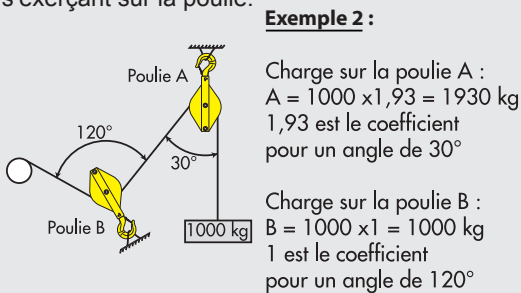 s'exerçant sur la poulie.
Exemple 2 :
Poulie A
120°
30°
Poulie B
1000 kg
Charge sur la poulie A :
A = 1000 x1,93 = 1930 kg
1,93 est le coefficient
pour un angle de 30°
Charge sur la poulie B :
B = 1000 x1 = 1000 kg
1 est le coefficient
pour un angle de 120°